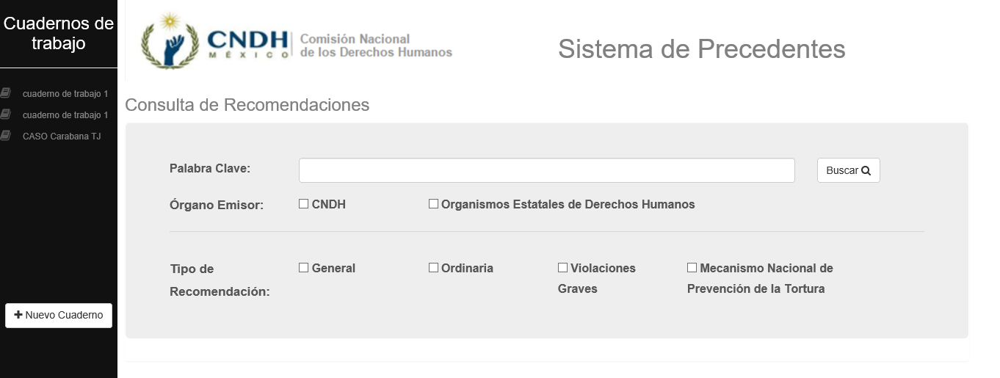 Cuadernos de
trabajo
cuaderno de trabajo 1
cuaderno de trabajo 1
CASO Carabana TJ
+ Nuevo Cuaderno
CNDH
MÉXICO
Comisión Nacional
de los Derechos Humanos
Sistema de Precedentes
Consulta de Recomendaciones
Palabra Clave:
Buscar
Órgano Emisor:
CNDH
Organismos Estatales de Derechos Humanos
Tipo de
Recomendación:
General
Ordinaria
Violaciones
Graves
Mecanismo Nacional de
Prevención de la Tortura